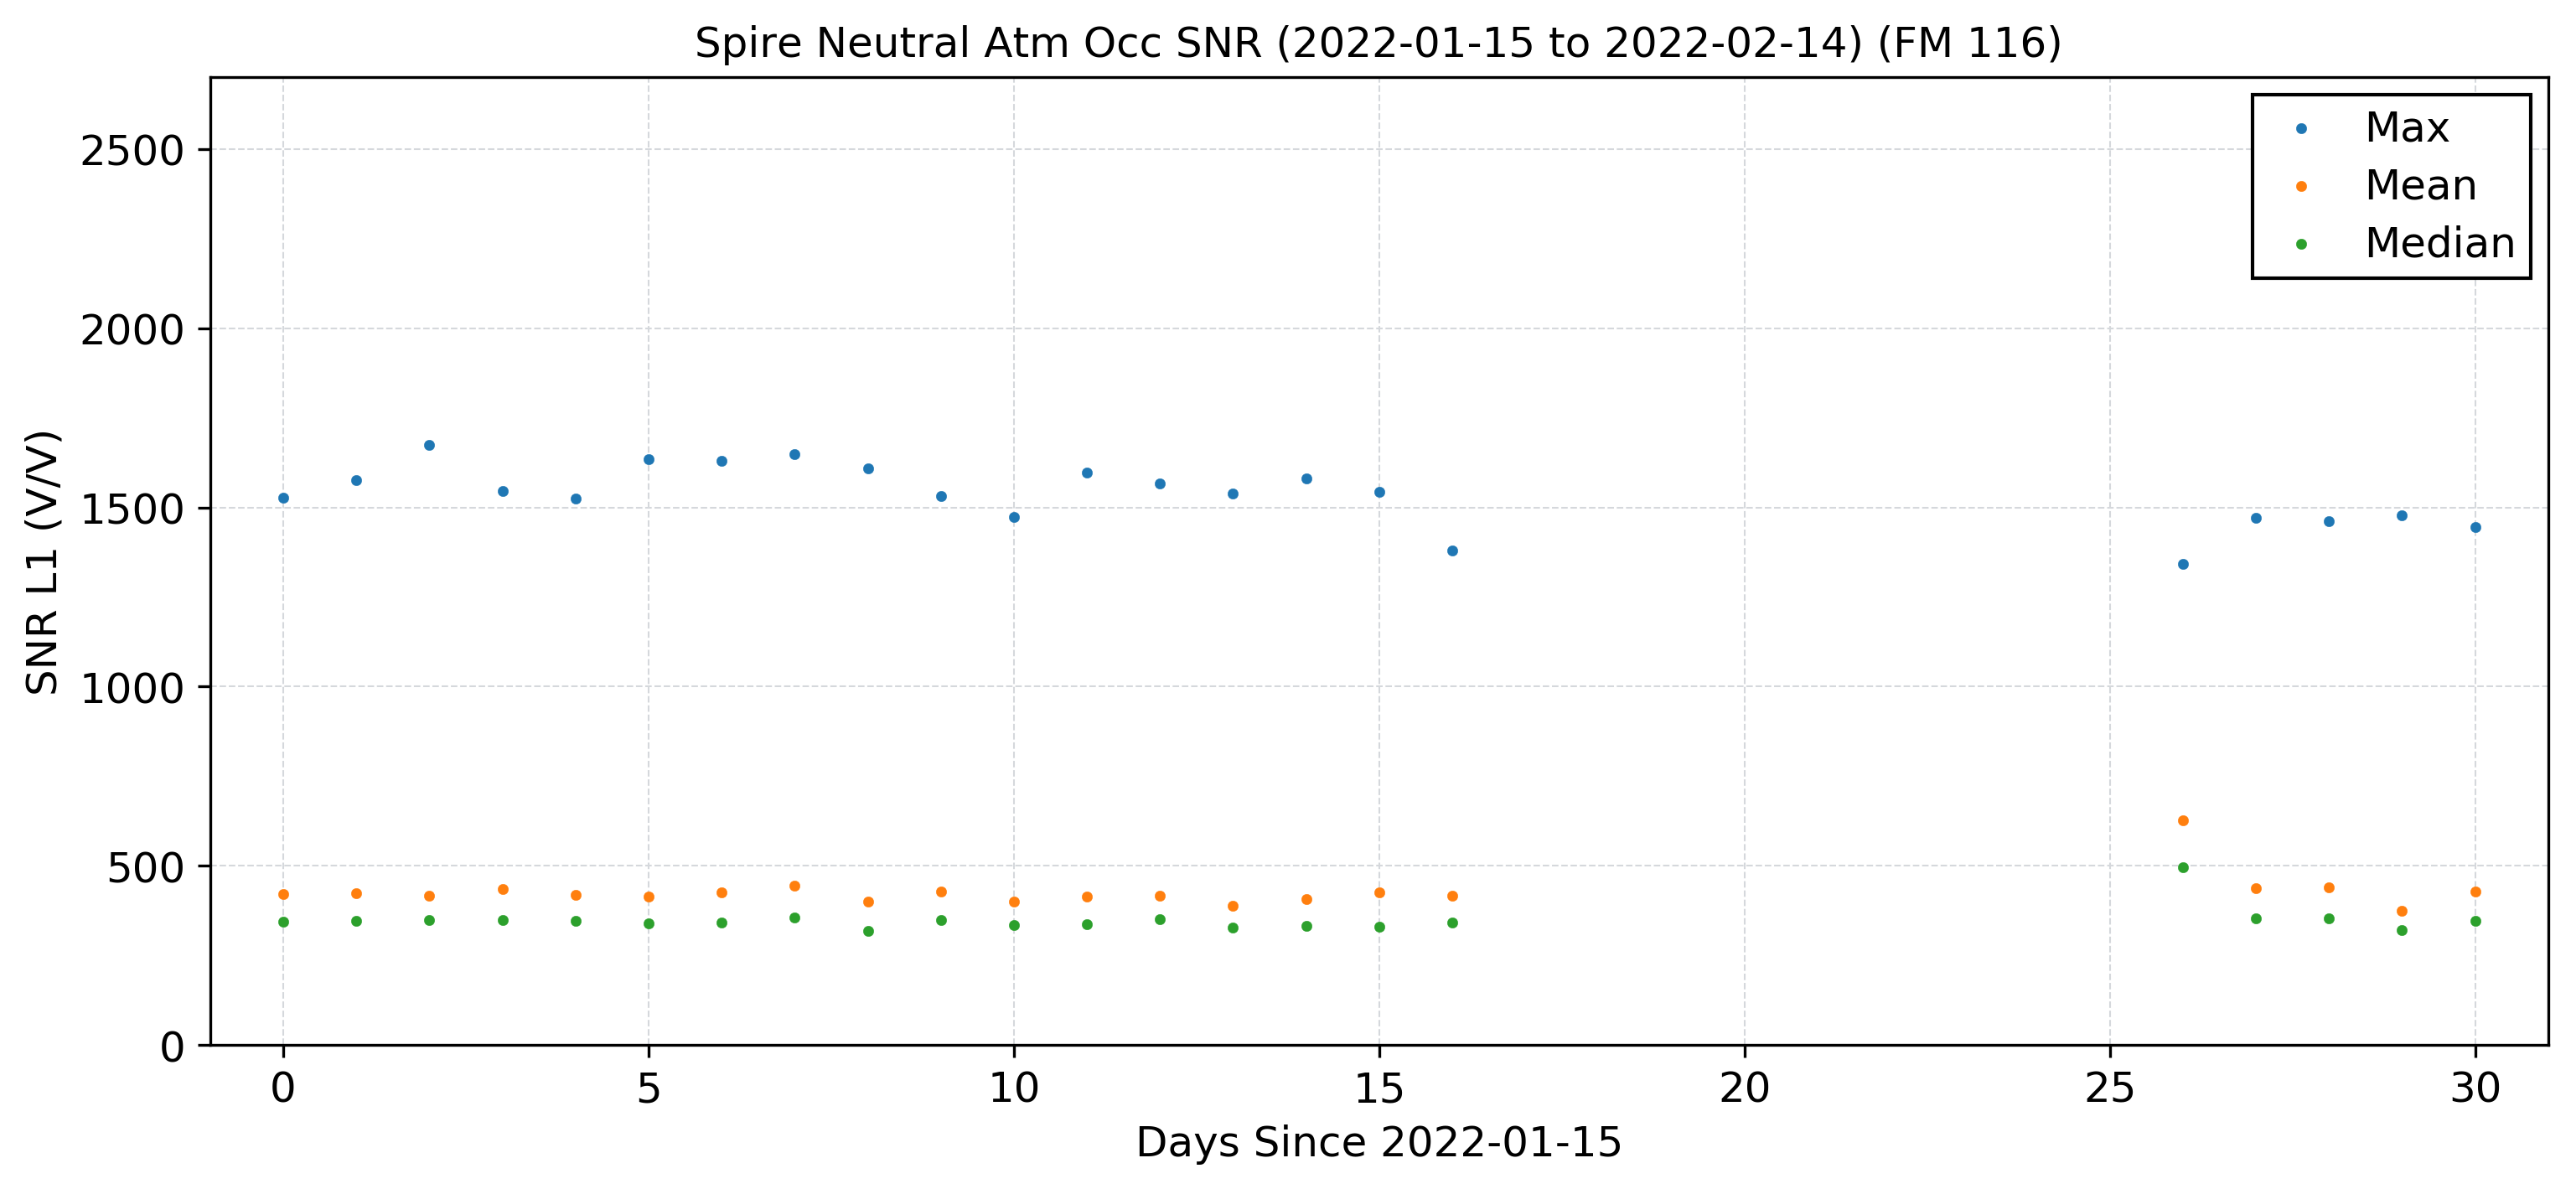 Spire Neutral Atm Occ SNR (2022-01-15 to 2022-02-14) (FM 116)
Max
Mean
Median
SNR L1 (V/V)
2500
2000
1500
1000
500
0
0 5 10 15 20 25 30
Days Since 2022-01-15